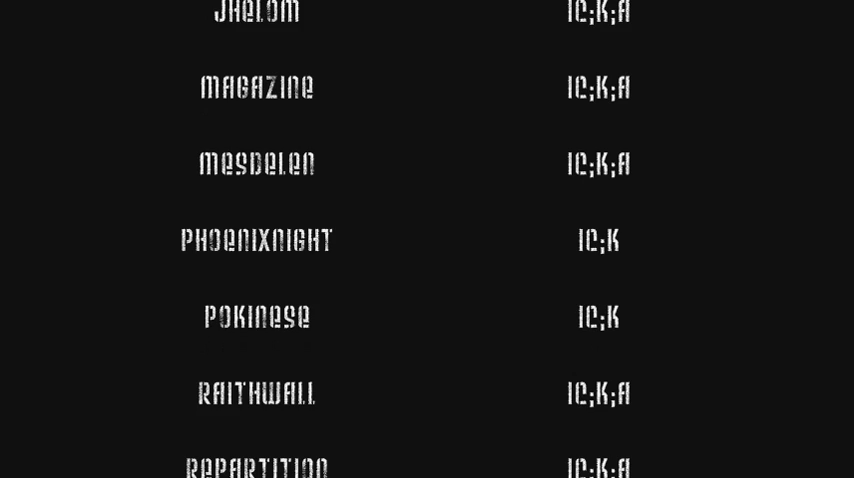 JHeLOM IC;K;A
MAGAZINe IC;K;A
MeSDeLeN IC;K;A
PHOeNIXNIGHT IC;K
POKINeSe IC;K
RAITHWALL IC;K;A
RePARTITION IC;K;A